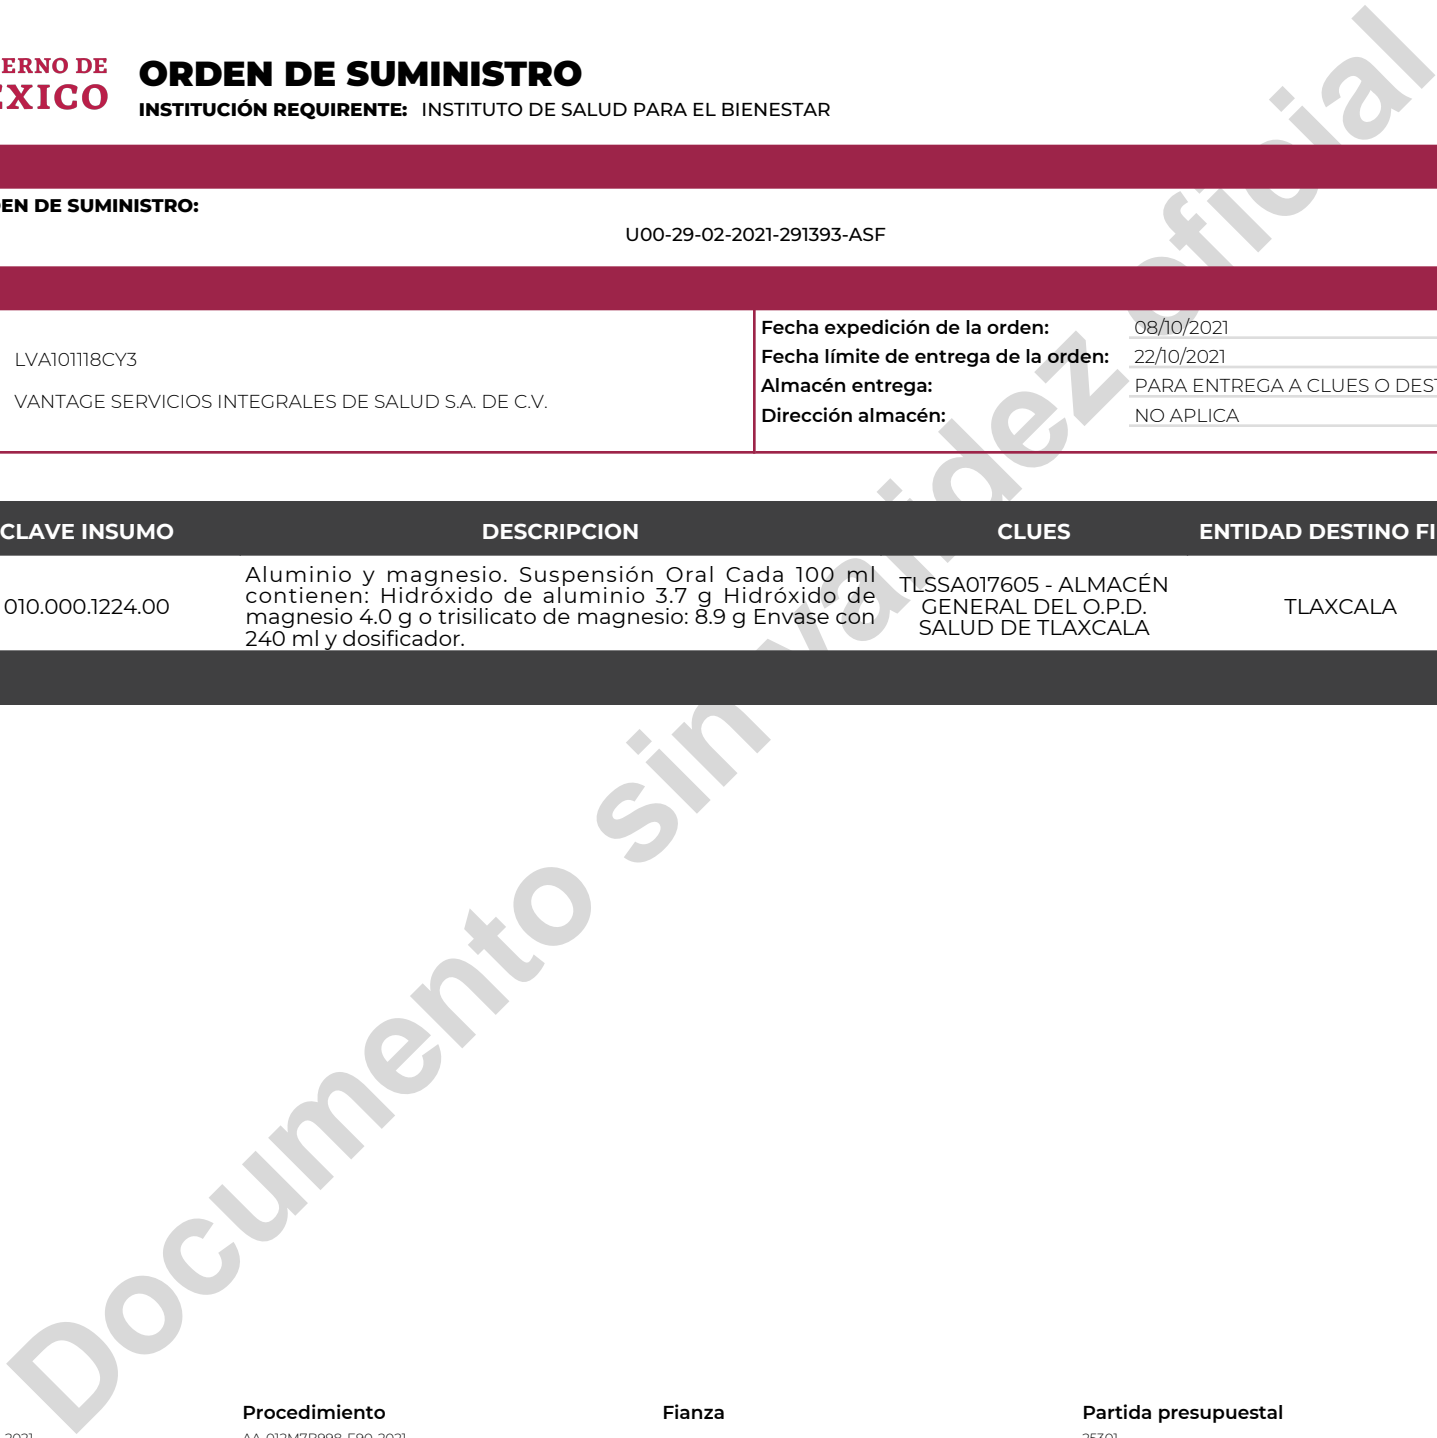 ERNO DE
EXICO
ORDEN DE SUMINISTRO
INSTITUCIÓN REQUIRENTE: INSTITUTO DE SALUD PARA EL BIENESTAR
EN DE SUMINISTRO:
U00-29-02-2021-291393-ASF
LVA101118CY3
VANTAGE SERVICIOS INTEGRALES DE SALUD S.A. DE C.V.
Fecha expedición de la orden: 08/10/2021
Fecha límite de entrega de la orden: 22/10/2021
Almacén entrega: PARA ENTREGA A CLUES O DEST
Dirección almacén: NO APLICA
CLAVE INSUMO DESCRIPCION CLUES ENTIDAD DESTINO FI
010.000.1224.00
Aluminio y magnesio. Suspensión Oral Cada 100 ml
contienen: Hidróxido de aluminio 3.7 g Hidróxido de
magnesio 4.0 g o trisilicato de magnesio: 8.9 g Envase con
240 ml y dosificador.
TLSSA017605 - ALMACÉN
GENERAL DEL O.P.D.
SALUD DE TLAXCALA
TLAXCALA
Documento sin validez oficial
Procedimiento Fianza Partida presupuestal